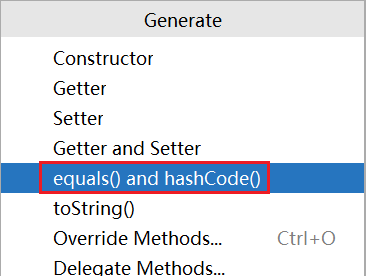 Generate
Constructor
Getter
Setter
Getter and Setter
equals() and hashCode()
toString()
Override Methods... Ctrl+O
Delegate Methods...